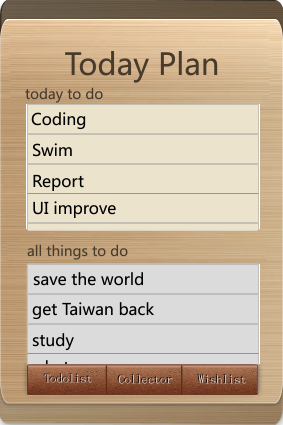 Today Plan
today to do
Coding
Swim
Report
UI improve
all things to do
save the world
get Taiwan back
study
Todolist Collector Wishlist